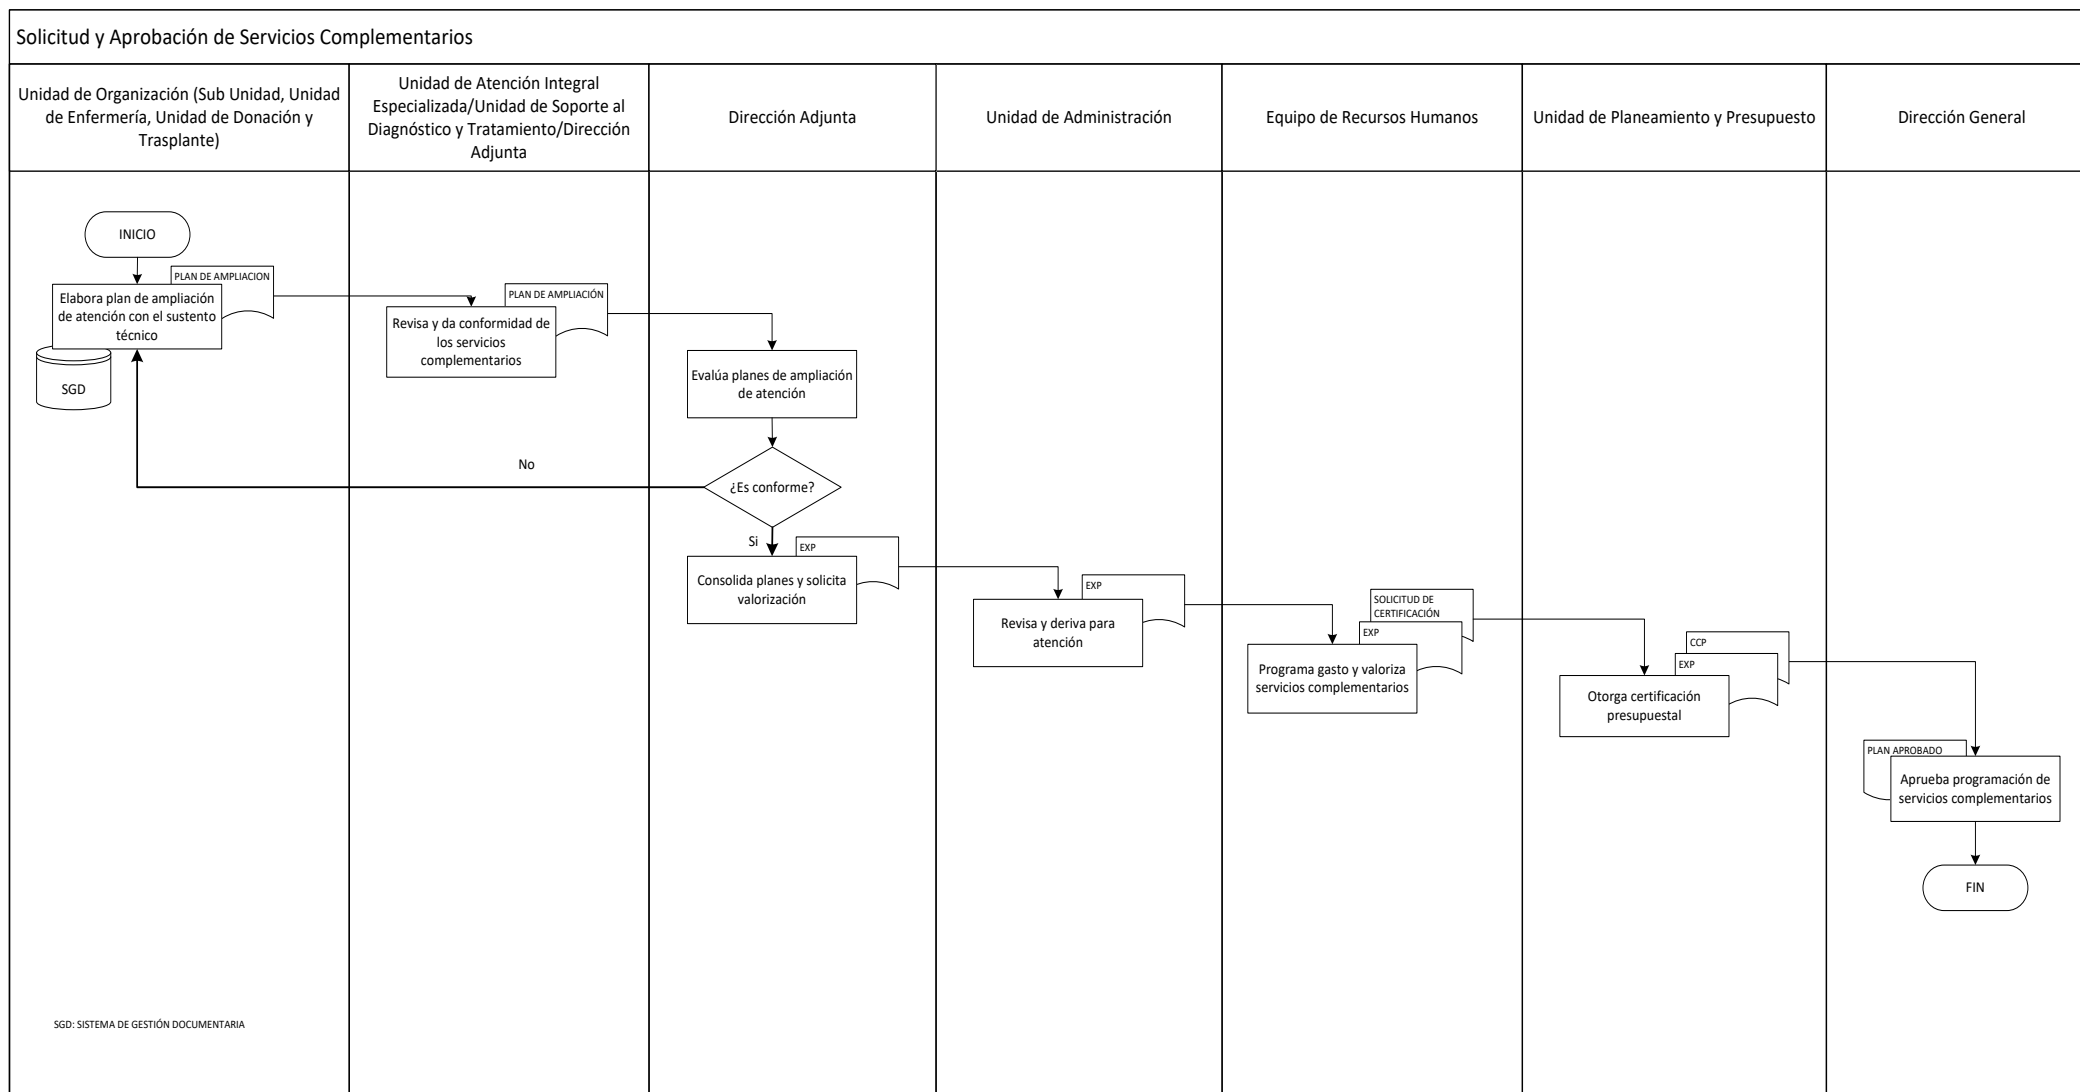 Solicitud y Aprobación de Servicios Complementarios
Unidad de Organización (Sub Unidad, Unidad
de Enfermería, Unidad de Donación y
Trasplante)
Unidad de Atención Integral
Especializada/Unidad de Soporte al
Diagnóstico y Tratamiento/Dirección
Adjunta
Dirección Adjunta
Unidad de Administración
Equipo de Recursos Humanos
Unidad de Planeamiento y Presupuesto
Dirección General
INICIO
PLAN DE AMPLIACION
Elabora plan de ampliación
de atención con el sustento
técnico
SGD
PLAN DE AMPLIACIÓN
Revisa y da conformidad de
los servicios
complementarios
Evalúa planes de ampliación
de atención
No
¿Es conforme?
Si
EXP
Consolida planes y solicita
valorización
EXP
Revisa y deriva para
atención
SOLICITUD DE
CERTIFICACIÓN
EXP
Programa gasto y valoriza
servicios complementarios
CCP
EXP
Otorga certificación
presupuestal
PLAN APROBADO
Aprueba programación de
servicios complementarios
FIN
SGD: SISTEMA DE GESTIÓN DOCUMENTARIA